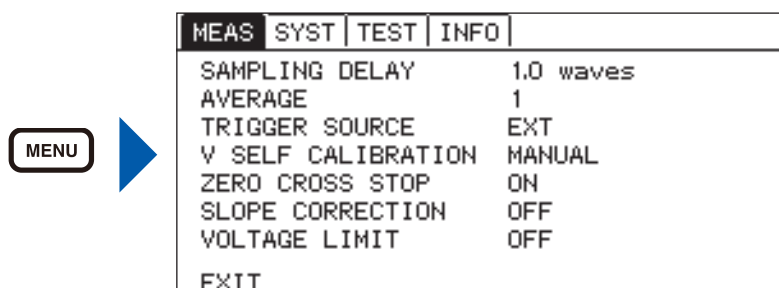 MEAS SYST TEST INFO
MENU
SAMPLING DELAY 1.0 waves
AVERAGE 1
TRIGGER SOURCE EXT
V SELF CALIBRATION MANUAL
ZERO CROSS STOP ON
SLOPE CORRECTION OFF
VOLTAGE LIMIT OFF
EXIT